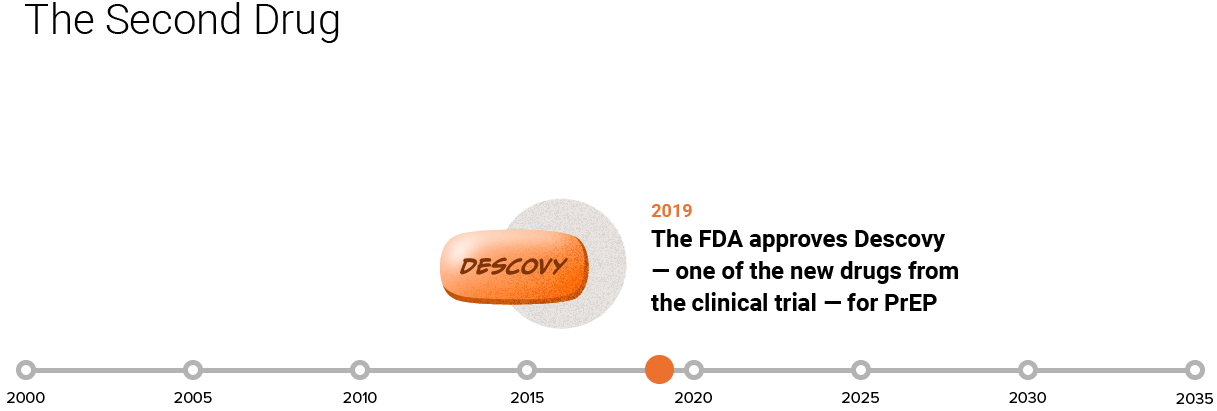 The Second Drug
2019
The FDA approves Descovy
— one of the new drugs from
the clinical trial — for PrEP
DESCOVY
2000 2005 2010 2015 2020 2025 2030 2035